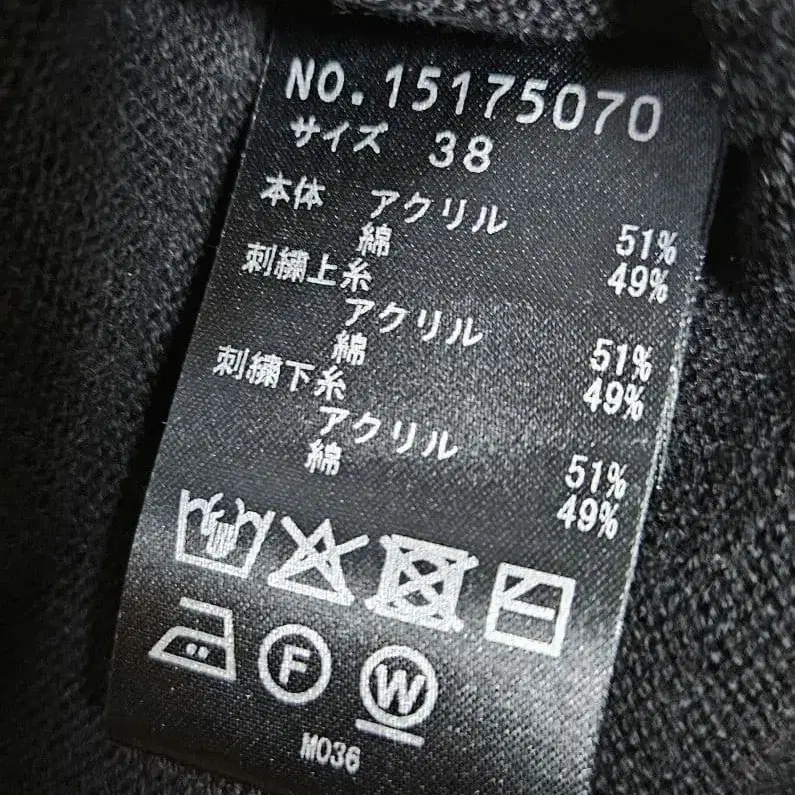 NO.15175070
サイズ 38
本体 アクリル 51%
綿 49%
刺繍上糸
アクリル 51%
綿 49%
刺繍下糸
アクリル 51%
綿 49%
F W
M036